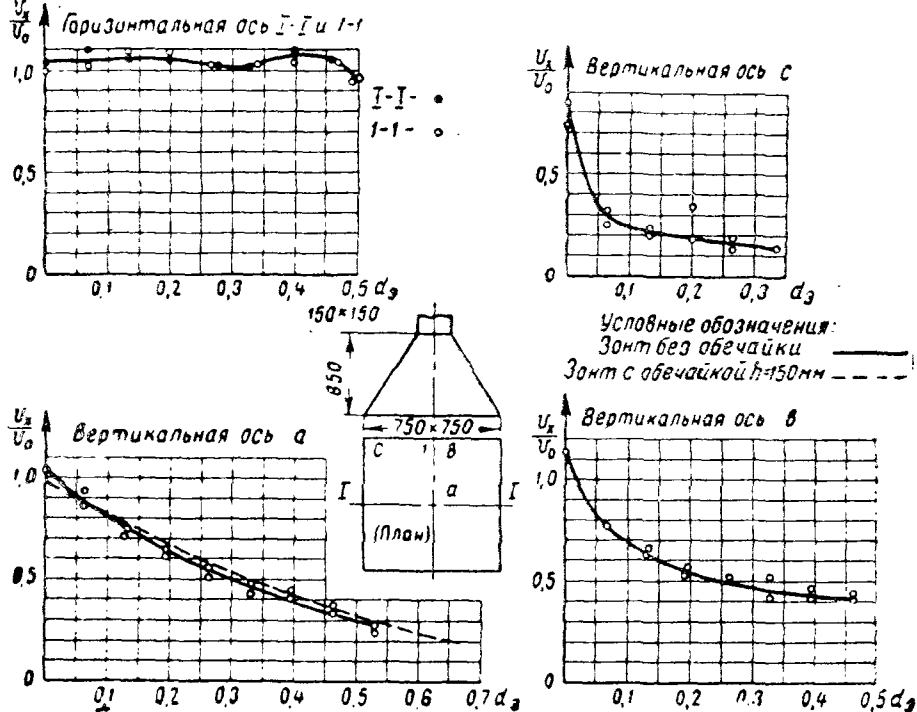 Ux/U0 Горизонтальная ось I-I и 1-1
1,0
0,5
0
0,1 0,2 0,3 0,4 0,5 dэ
I-I-
1-1-
Ux/U0 Вертикальная ось с
0,5
0
0,1 0,2 0,3 dэ
150×150
850
750×750
С 1 В
а
I I
(План)
Условные обозначения:
Зонт без обечайки
Зонт с обечайкой h=150мм
Ux/U0 Вертикальная ось а
1,0
0,5
0
0,1 0,2 0,3 0,4 0,5 0,6 0,7 dэ
Ux/U0 Вертикальная ось в
1,0
0,5
0
0,1 0,2 0,3 0,4 0,5 dэ